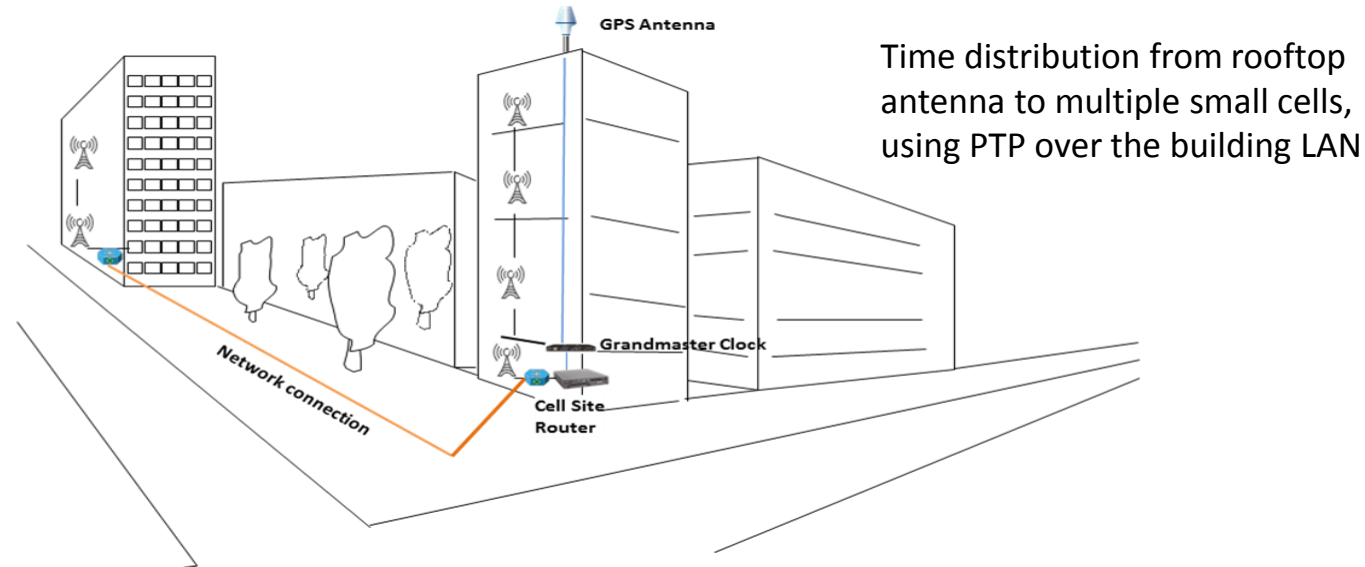 GPS Antenna
Time distribution from rooftop
antenna to multiple small cells,
using PTP over the building LAN
Grandmaster Clock
Network connection
Cell Site
Router